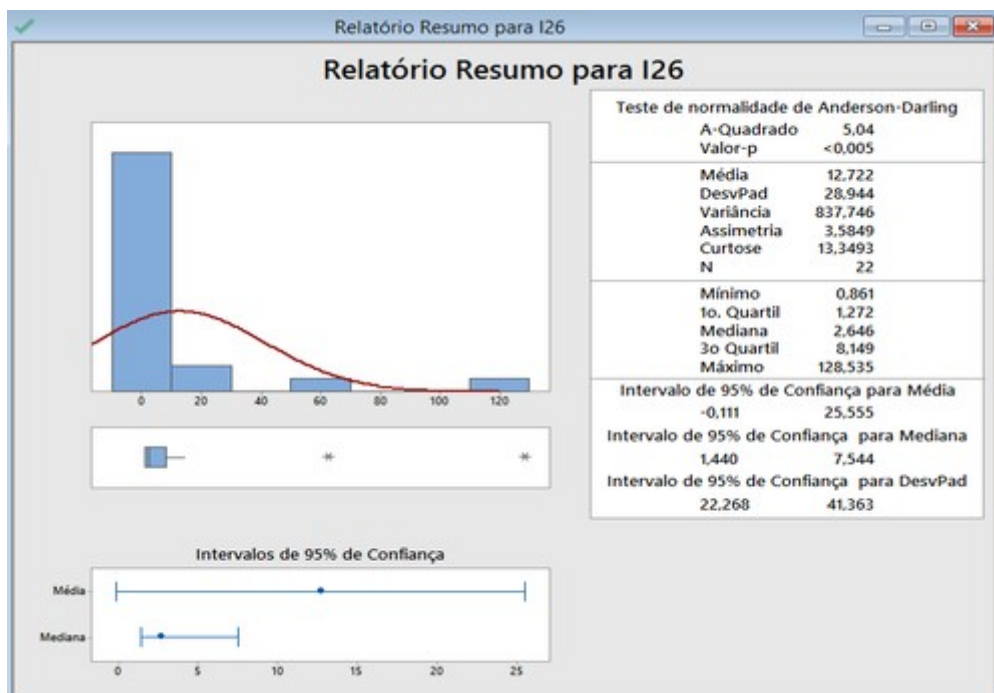 Relatório Resumo para I26
Relatório Resumo para I26
0 20 40 60 80 100 120
Intervalos de 95% de Confiança
Média
Mediana
0 5 10 15 20 25
Teste de normalidade de Anderson-Darling
A-Quadrado 5,04
Valor-p <0,005
Média 12,722
DesvPad 28,944
Variância 837,746
Assimetria 3,5849
Curtose 13,3493
N 22
Mínimo 0,861
1o. Quartil 1,272
Mediana 2,646
3o Quartil 8,149
Máximo 128,535
Intervalo de 95% de Confiança para Média
-0,111 25,555
Intervalo de 95% de Confiança para Mediana
1,440 7,544
Intervalo de 95% de Confiança para DesvPad
22,268 41,363